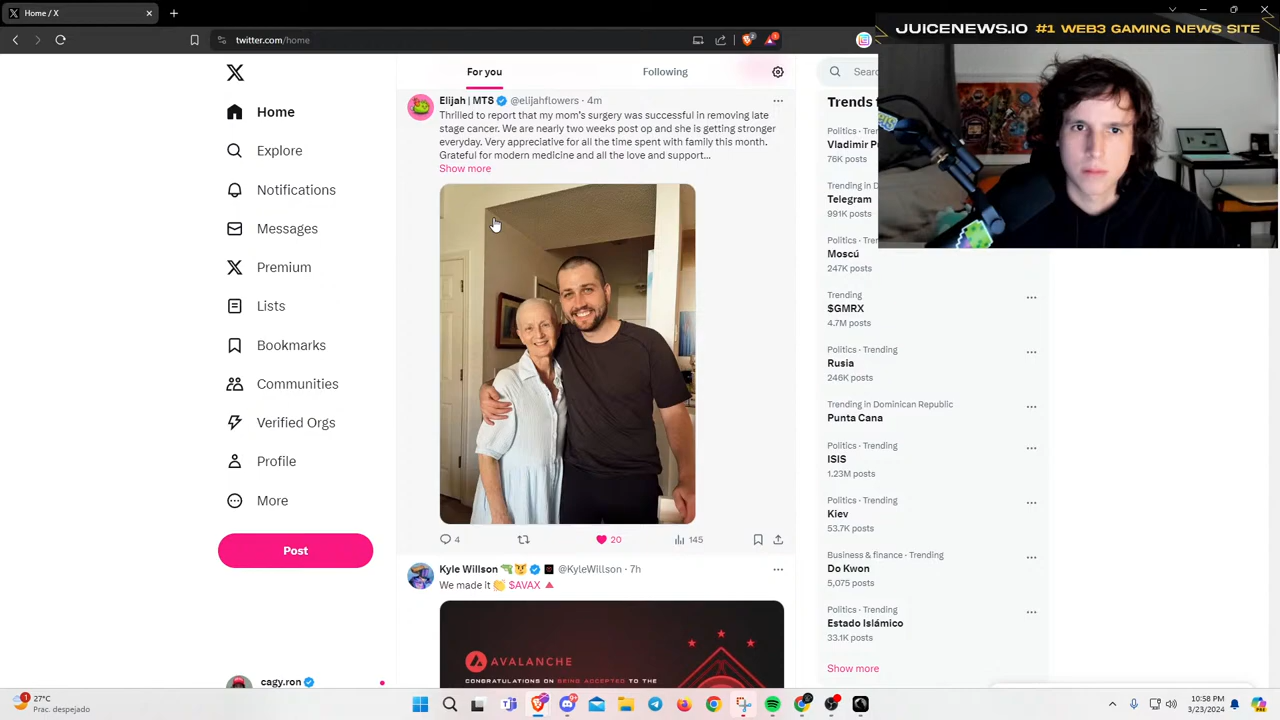 Home / X
twitter.com/home
JUICENEWS.IO #1 WEB3 GAMING NEWS SITE
Home
Explore
Notifications
Messages
Premium
Lists
Bookmarks
Communities
Verified Orgs
Profile
More
Post
cagy.ron
For you
Following
Elijah | MTS @elijahflowers · 4m
Thrilled to report that my mom's surgery was successful in removing late
stage cancer. We are nearly two weeks post op and she is getting stronger
everyday. Very appreciative for all the time spent with family this month.
Grateful for modern medicine and all the love and support...
Show more
4
20
145
Kyle Willson @KyleWillson · 7h
We made it $AVAX
AVALANCHE
CONGRATULATIONS ON BEING ACCEPTED TO THE
Sear
Trends
Politics · Tren
Vladimir P
76K posts
Trending in D
Telegram
991K posts
Politics · Tren
Moscú
247K posts
Trending
$GMRX
4.7M posts
Politics · Trending
Rusia
246K posts
Trending in Dominican Republic
Punta Cana
Politics · Trending
ISIS
1.23M posts
Politics · Trending
Kiev
53.7K posts
Business & finance · Trending
Do Kwon
5,075 posts
Politics · Trending
Estado Islámico
33.1K posts
Show more
1
27°C
Prac. despejado
10:58 PM
3/23/2024